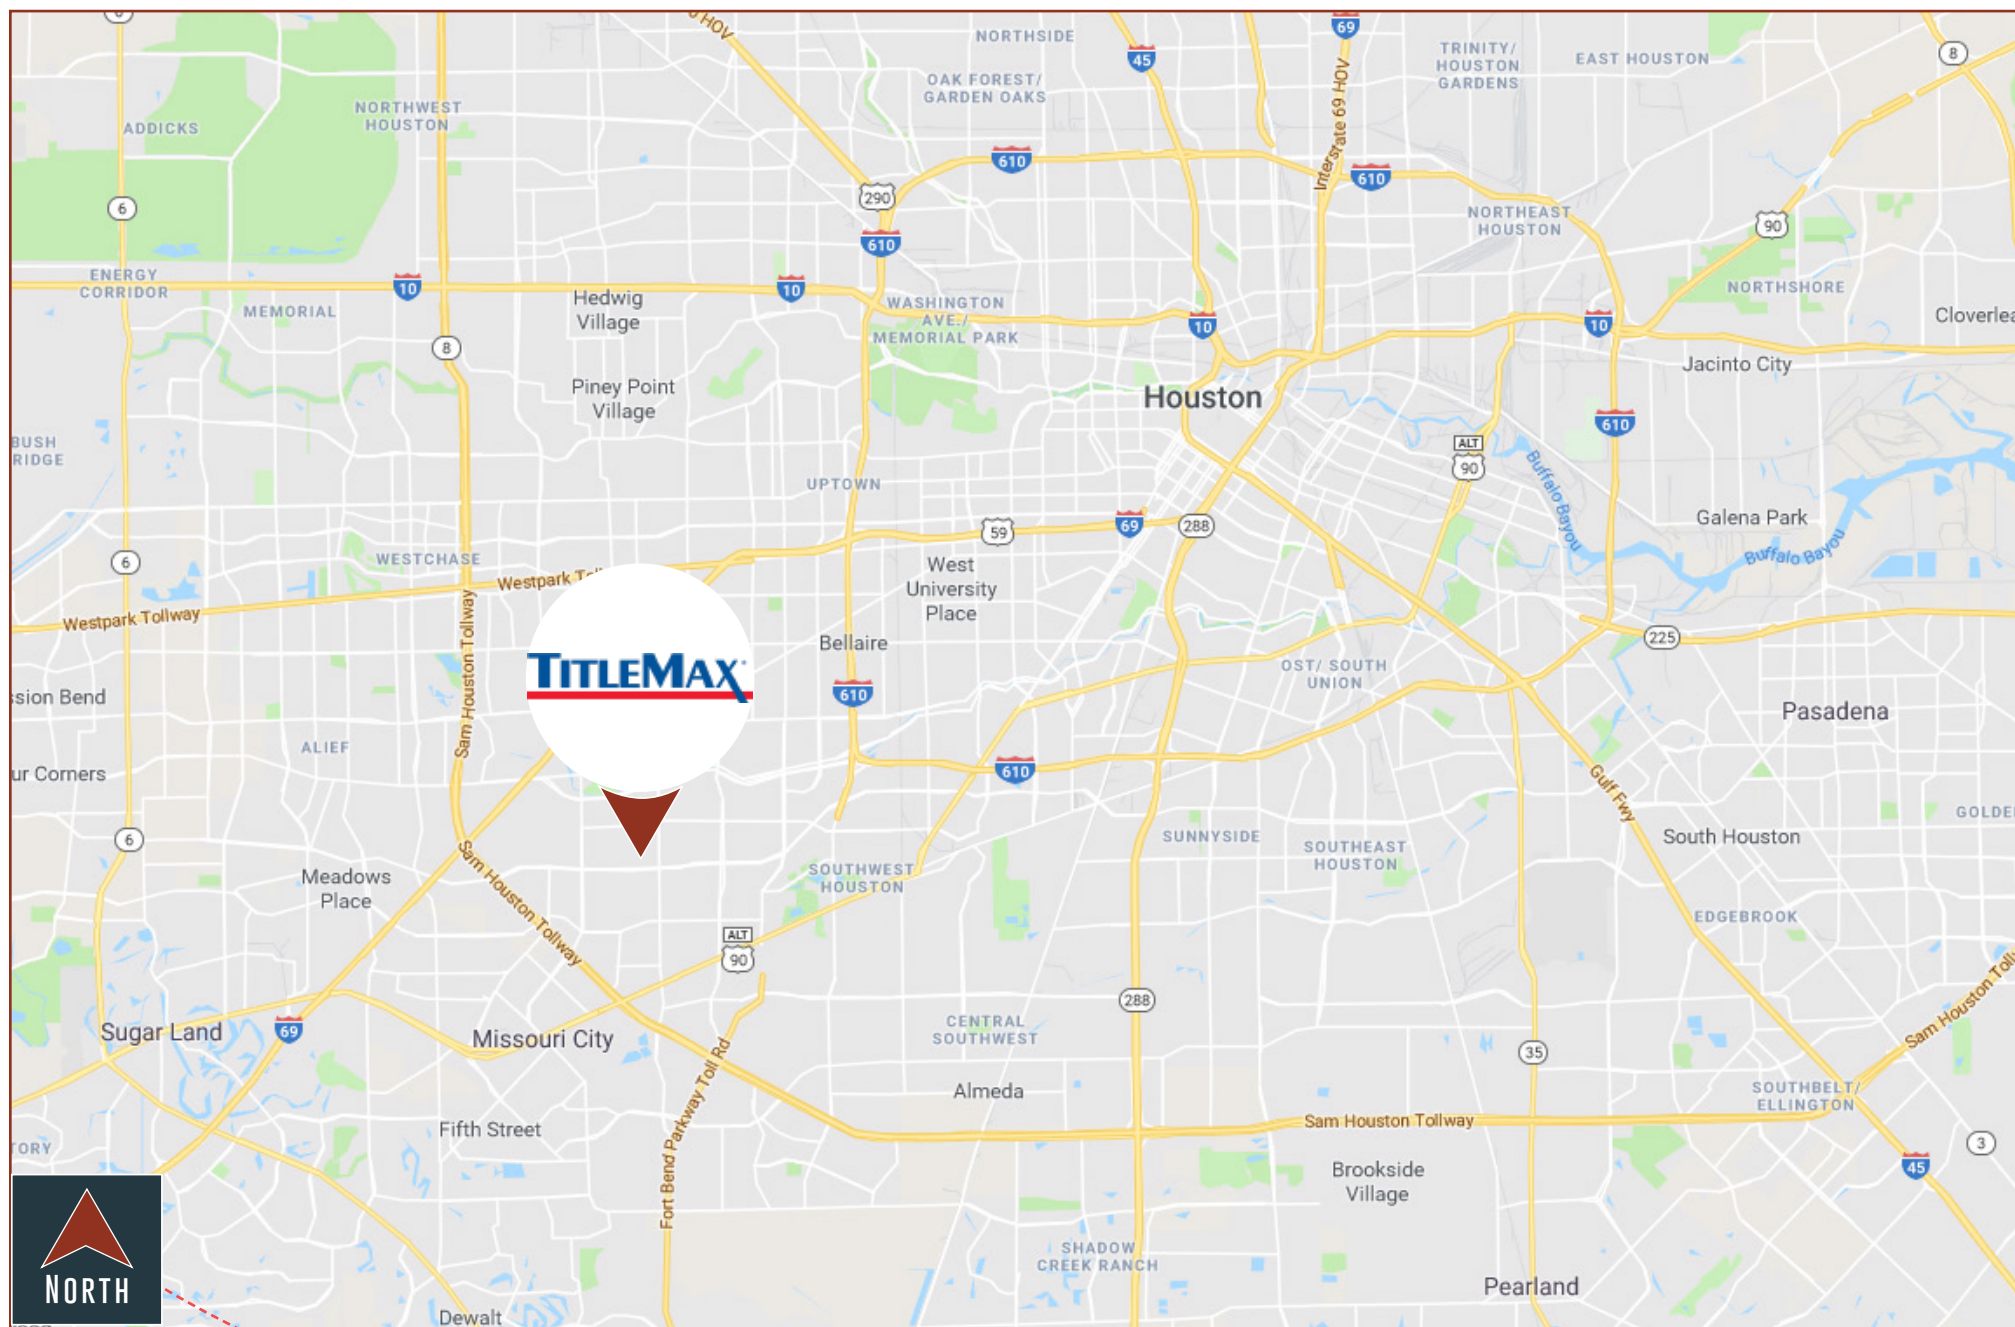 6
HOV
NORTHSIDE
69
45
TRINITY/
HOUSTON
GARDENS
EAST HOUSTON
8
OAK FOREST/
GARDEN OAKS
NORTHWEST
HOUSTON
ADDICKS
Interstate 69 HOV
610
610
290
6
NORTHEAST
HOUSTON
90
610
ENERGY
CORRIDOR
10
10
Hedwig
Village
MEMORIAL
WASHINGTON
AVE./
MEMORIAL PARK
10
10
NORTHSHORE
Cloverlea
8
Jacinto City
Piney Point
Village
Houston
610
BUSH
RIDGE
ALT
90
Buffalo Bayou
UPTOWN
59
69
288
Galena Park
Buffalo Bayou
WESTCHASE
6
Westpark To
West
University
Place
Westpark Tollway
Sam Houston Tollway
TITLEMAX
Bellaire
225
OST/ SOUTH
UNION
610
ssion Bend
Pasadena
ALIEF
ur Corners
610
Gulf Fwy
6
SUNNYSIDE
SOUTHEAST
HOUSTON
South Houston
GOLDE
Meadows
Place
Sam Houston Tollway
SOUTHWEST
HOUSTON
EDGEBROOK
ALT
90
288
Sugar Land
69
Missouri City
CENTRAL
SOUTHWEST
35
Sam Houston Toll
Almeda
SOUTHBELT/
ELLINGTON
Fort Bend Parkway Toll Rd
Fifth Street
Sam Houston Tollway
TORY
3
45
Brookside
Village
SHADOW
CREEK RANCH
NORTH
Pearland
Dewalt